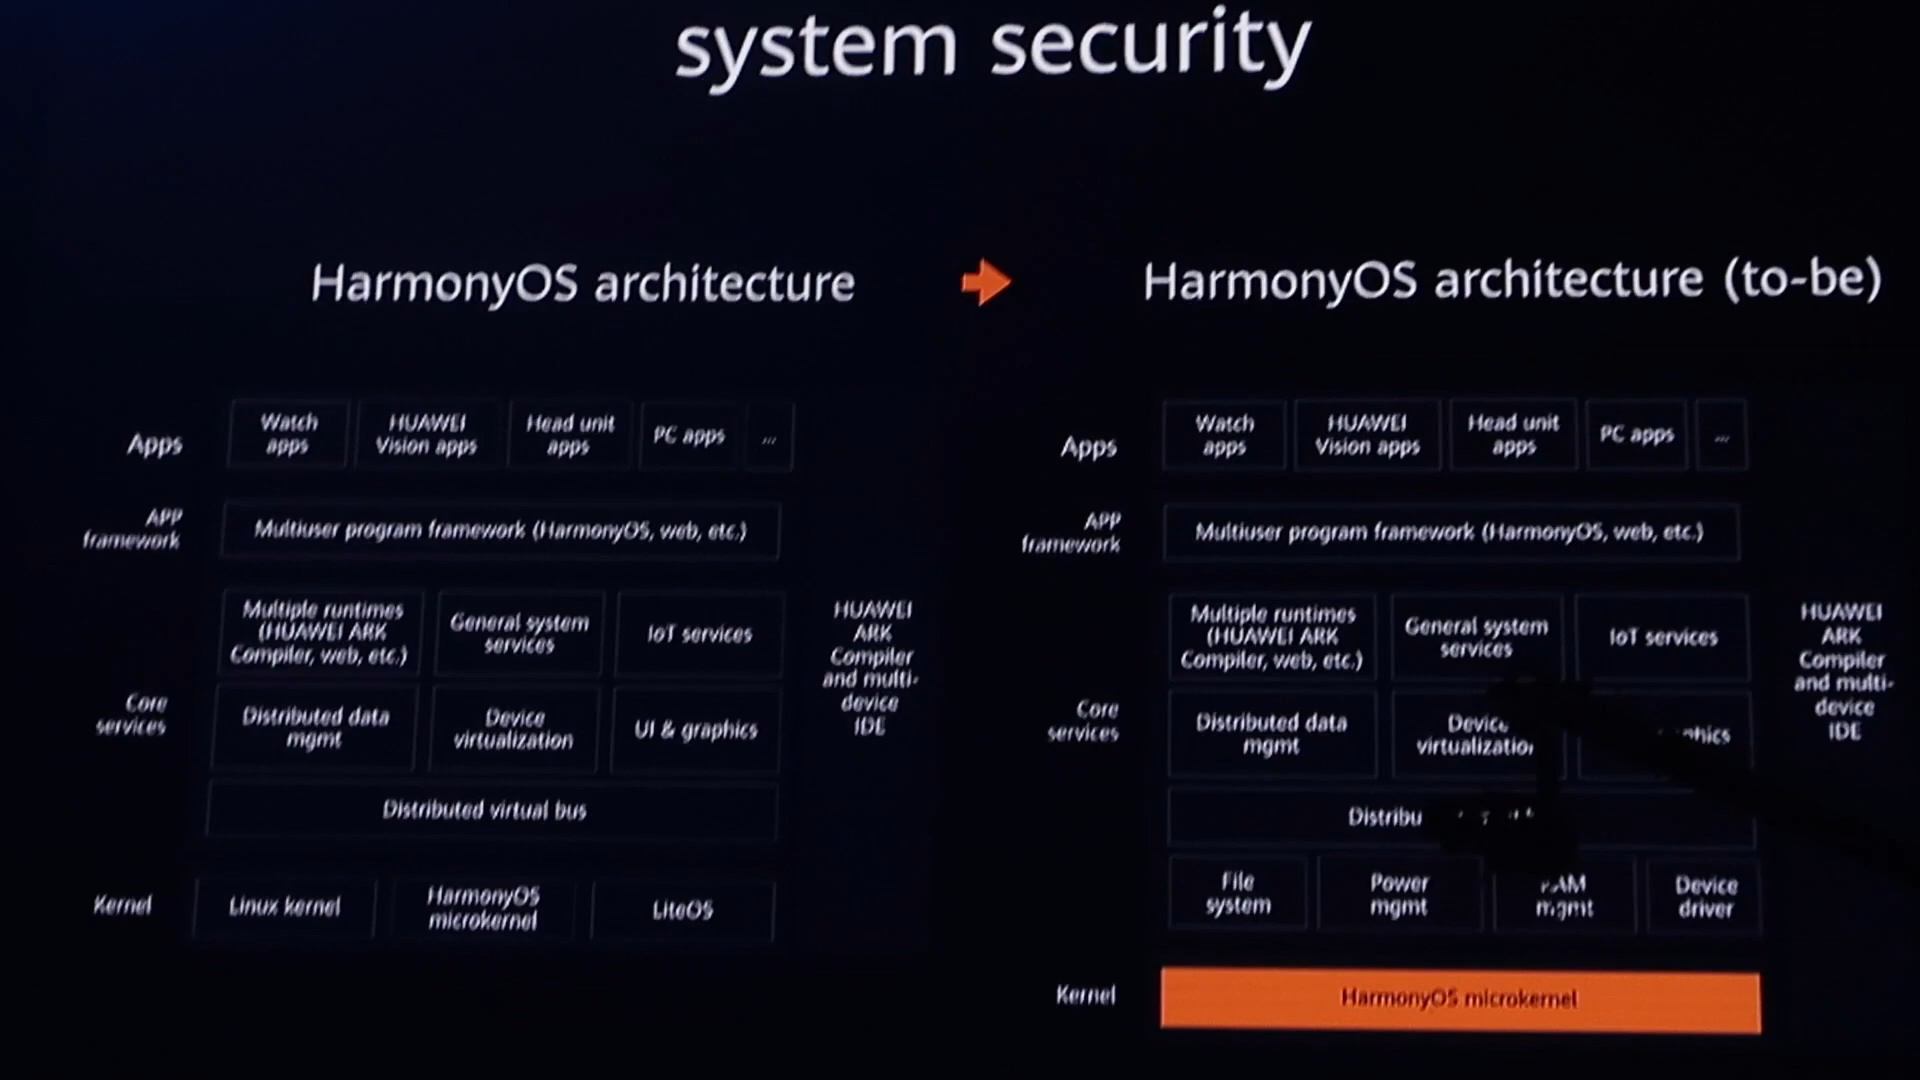 system security
HarmonyOS architecture
HarmonyOS architecture (to-be)
Apps
Watch
apps
HUAWEI
Vision apps
Head unit
apps
PC apps
...
APP
framework
Multiuser program framework (HarmonyOS, web, etc.)
Core
services
Multiple runtimes
(HUAWEI ARK
Compiler, web, etc.)
General system
services
IoT services
Distributed data
mgmt
Device
virtualization
UI & graphics
Distributed virtual bus
HUAWEI
ARK
Compiler
and multi-
device
IDE
Kernel
Linux kernel
HarmonyOS
microkernel
LiteOS
Apps
Watch
apps
HUAWEI
Vision apps
Head unit
apps
PC apps
...
APP
framework
Multiuser program framework (HarmonyOS, web, etc.)
Core
services
Multiple runtimes
(HUAWEI ARK
Compiler, web, etc.)
General system
services
IoT services
Distributed data
mgmt
Device
virtualization
HUAWEI
ARK
Compiler
and multi-
device
IDE
File
system
Power
mgmt
RAM
mgmt
Device
driver
Kernel
HarmonyOS microkernel